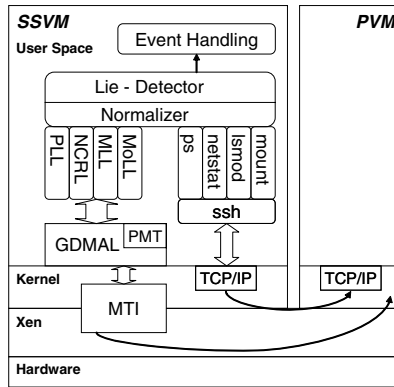 SSVM
PVM
User Space
Event Handling
Lie - Detector
Normalizer
PLL
NCRL
MLL
MoLL
ps
netstat
lsmod
mount
ssh
GDMAL
PMT
Kernel
TCP/IP
TCP/IP
MTI
Xen
Hardware